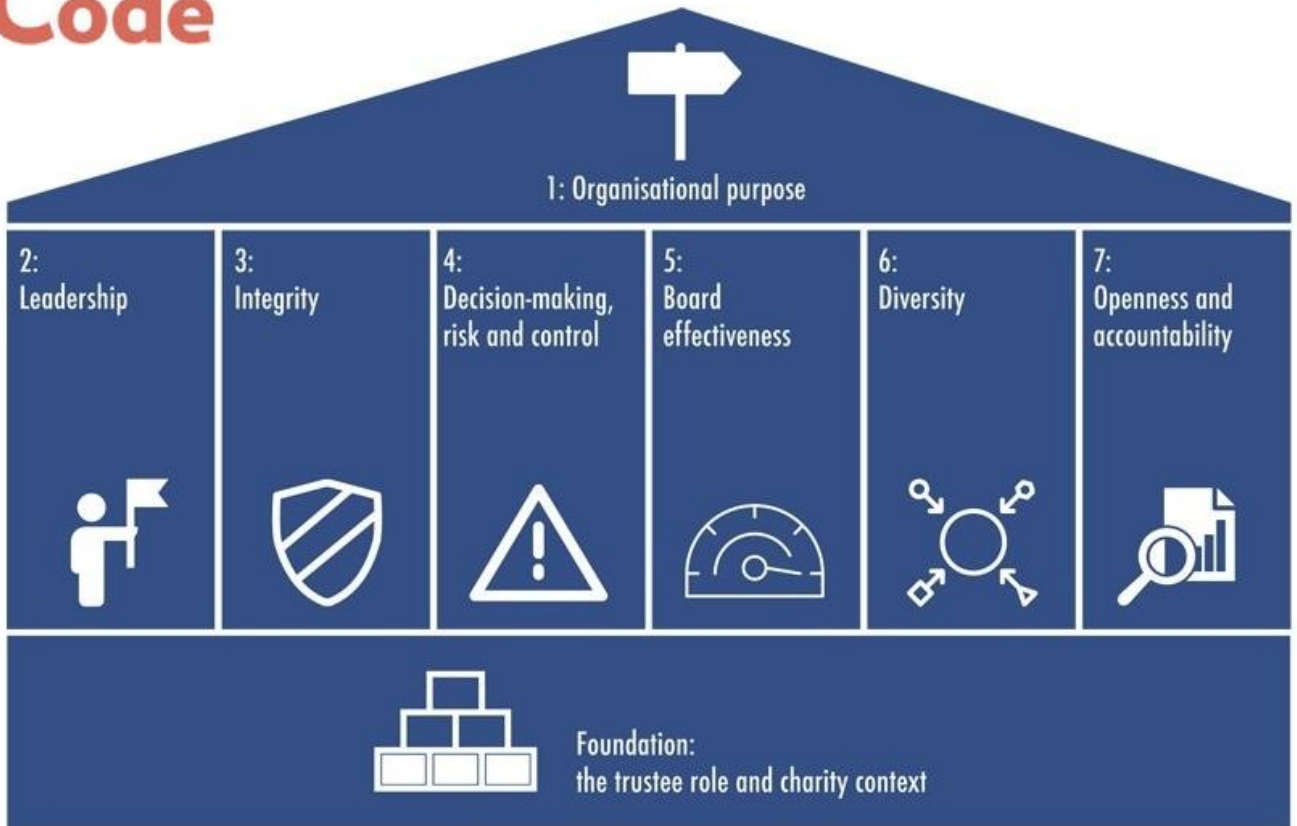 Code
1: Organisational purpose
2:
Leadership
3:
Integrity
4:
Decision-making,
risk and control
5:
Board
effectiveness
6:
Diversity
7:
Openness and
accountability
Foundation:
the trustee role and charity context